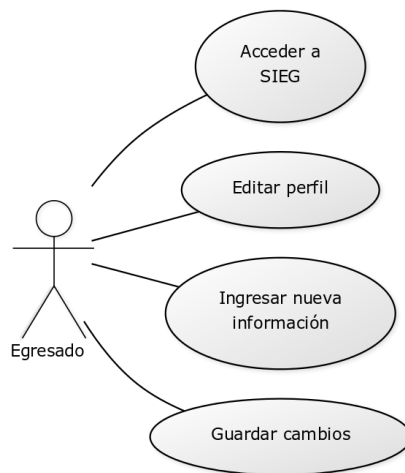 Acceder a
SIEG
Editar perfil
Ingresar nueva
información
Egresado
Guardar cambios